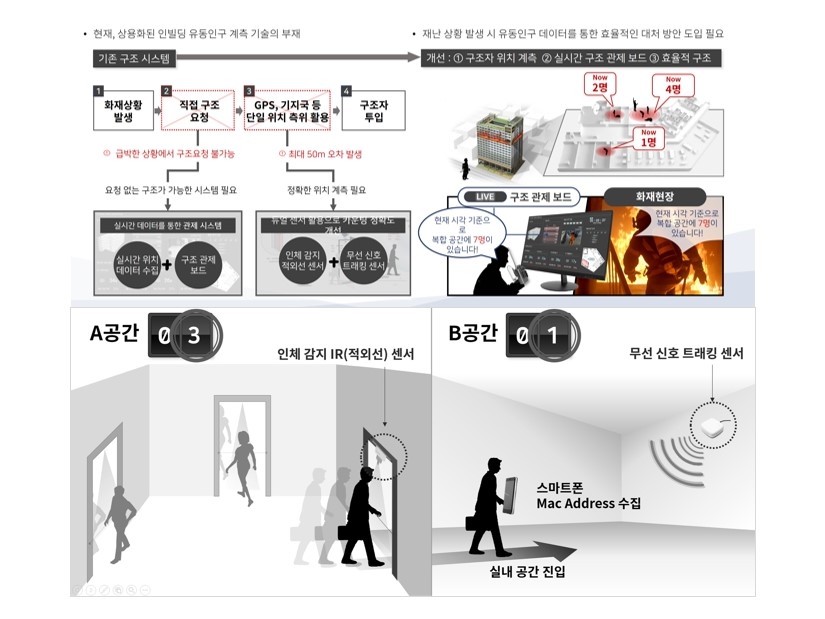 • 현재, 상용화된 인빌딩 유동인구 계측 기술의 부재
기존 구조 시스템
1
화재상황
발생
2
직접 구조
요청
3
GPS, 기지국 등
단일 위치 측위 활용
4
구조자
투입
① 급박한 상황에서 구조요청 불가능
① 최대 50m 오차 발생
요청 없는 구조가 가능한 시스템 필요
정확한 위치 계측 필요
실시간 데이터를 통한 관제 시스템
실시간 위치
데이터 수집
+
구조 관제
보드
듀얼 센서 활용으로 카운팅 정확도
개선
인체 감지
적외선 센서
+
무선 신호
트래킹 센서
• 재난 상황 발생 시 유동인구 데이터를 통한 효율적인 대처 방안 도입 필요
개선 : ① 구조자 위치 계측 ② 실시간 구조 관제 보드 ③ 효율적 구조
Now
2명
Now
4명
Now
1명
LIVE 구조 관제 보드
화재현장
현재 시각 기준으
로
복합 공간에 7명이
있습니다!
현재 시각 기준으로
복합 공간에 7명이
있습니다!
A공간 0 3
인체 감지 IR(적외선) 센서
B공간 0 1
무선 신호 트래킹 센서
스마트폰
Mac Address 수집
실내 공간 진입